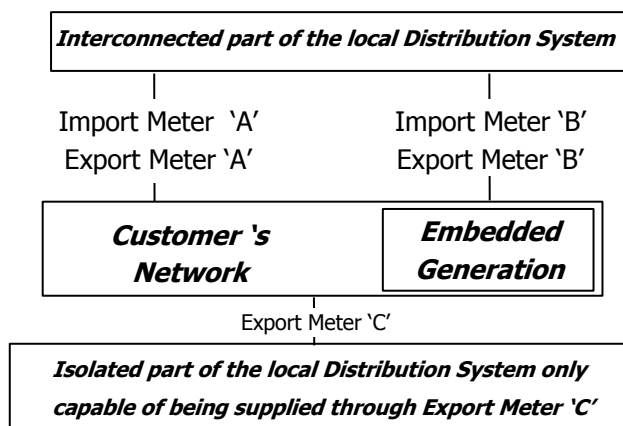 Interconnected part of the local Distribution System
Import Meter ‘A’
Export Meter ‘A’
Import Meter ‘B’
Export Meter ‘B’
Customer ‘s
Network
Embedded
Generation
Export Meter ‘C’
Isolated part of the local Distribution System only
capable of being supplied through Export Meter ‘C’